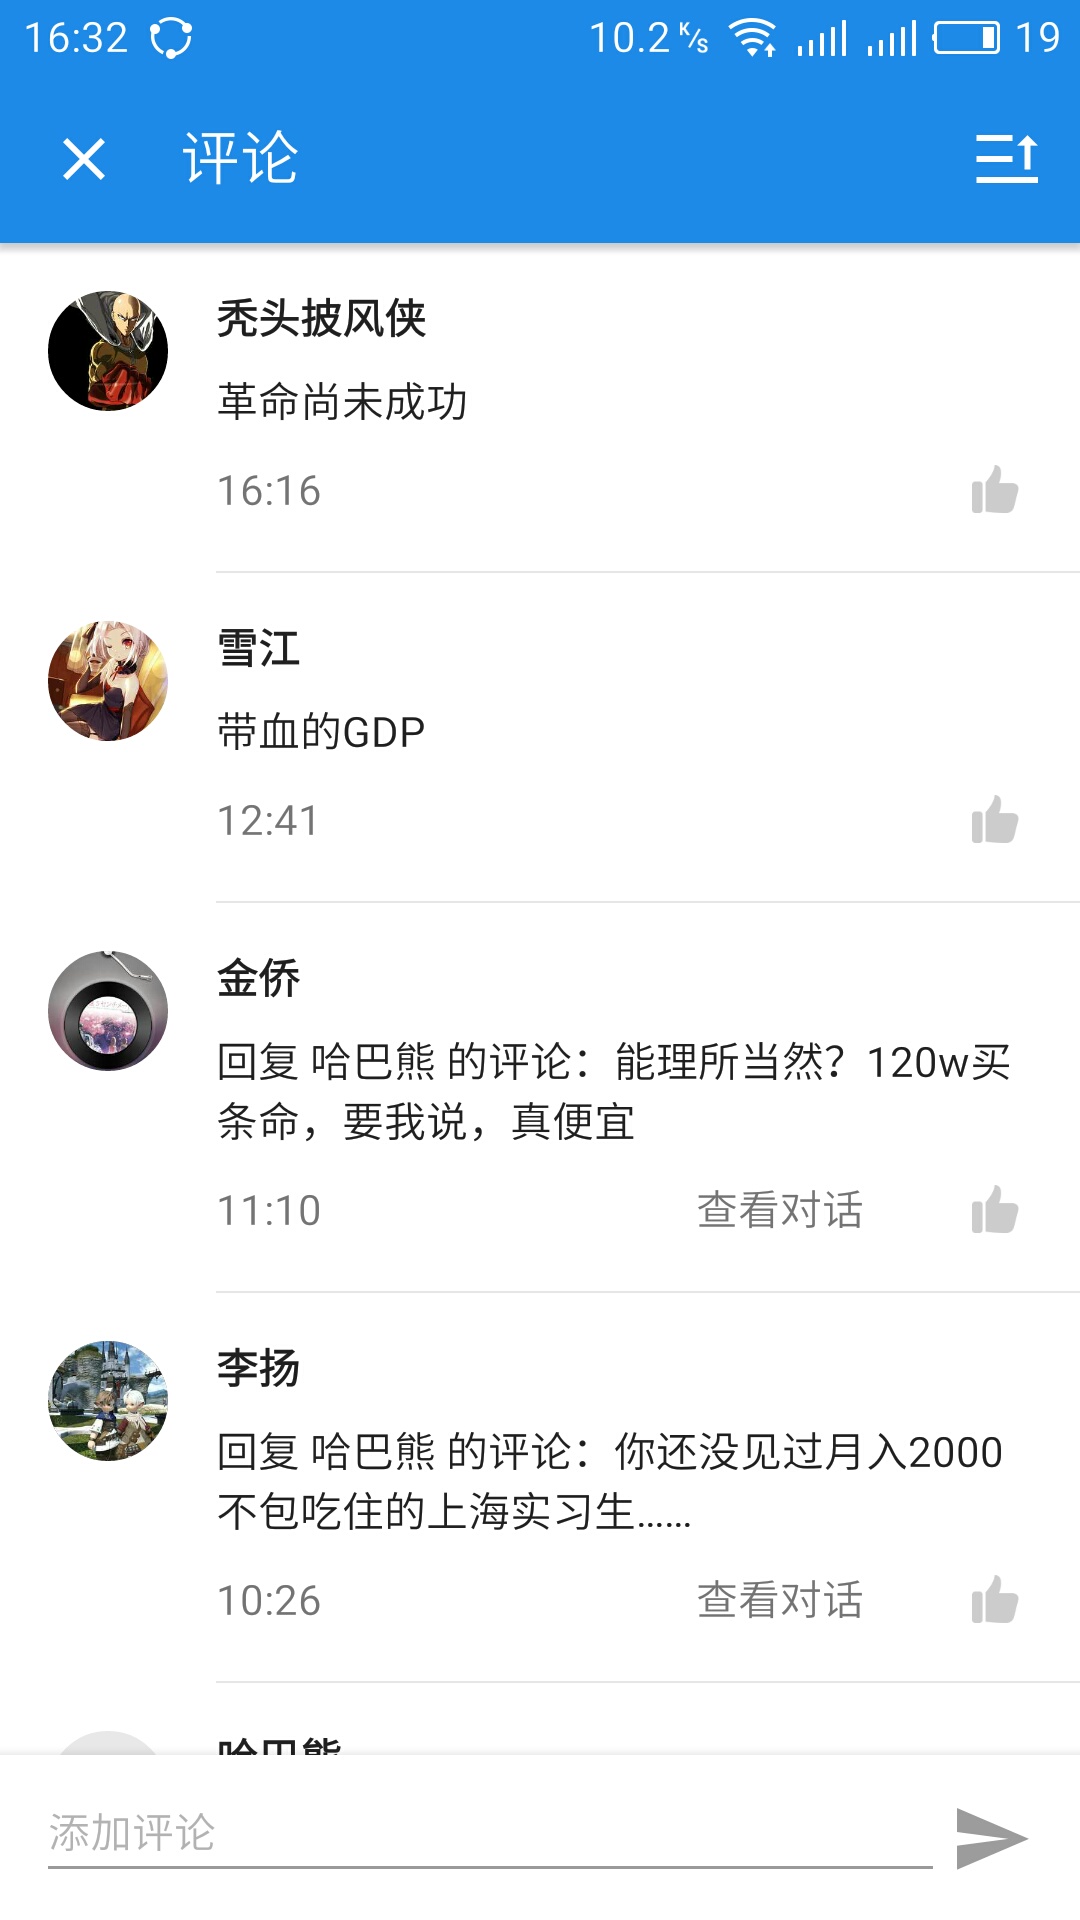 16:32 10.2 K/s 19
评论
秃头披风侠
革命尚未成功
16:16
雪江
带血的GDP
12:41
金侨
回复 哈巴熊 的评论：能理所当然？120w买
条命，要我说，真便宜
11:10 查看对话
李扬
回复 哈巴熊 的评论：你还没见过月入2000
不包吃住的上海实习生……
10:26 查看对话
哈巴熊
添加评论